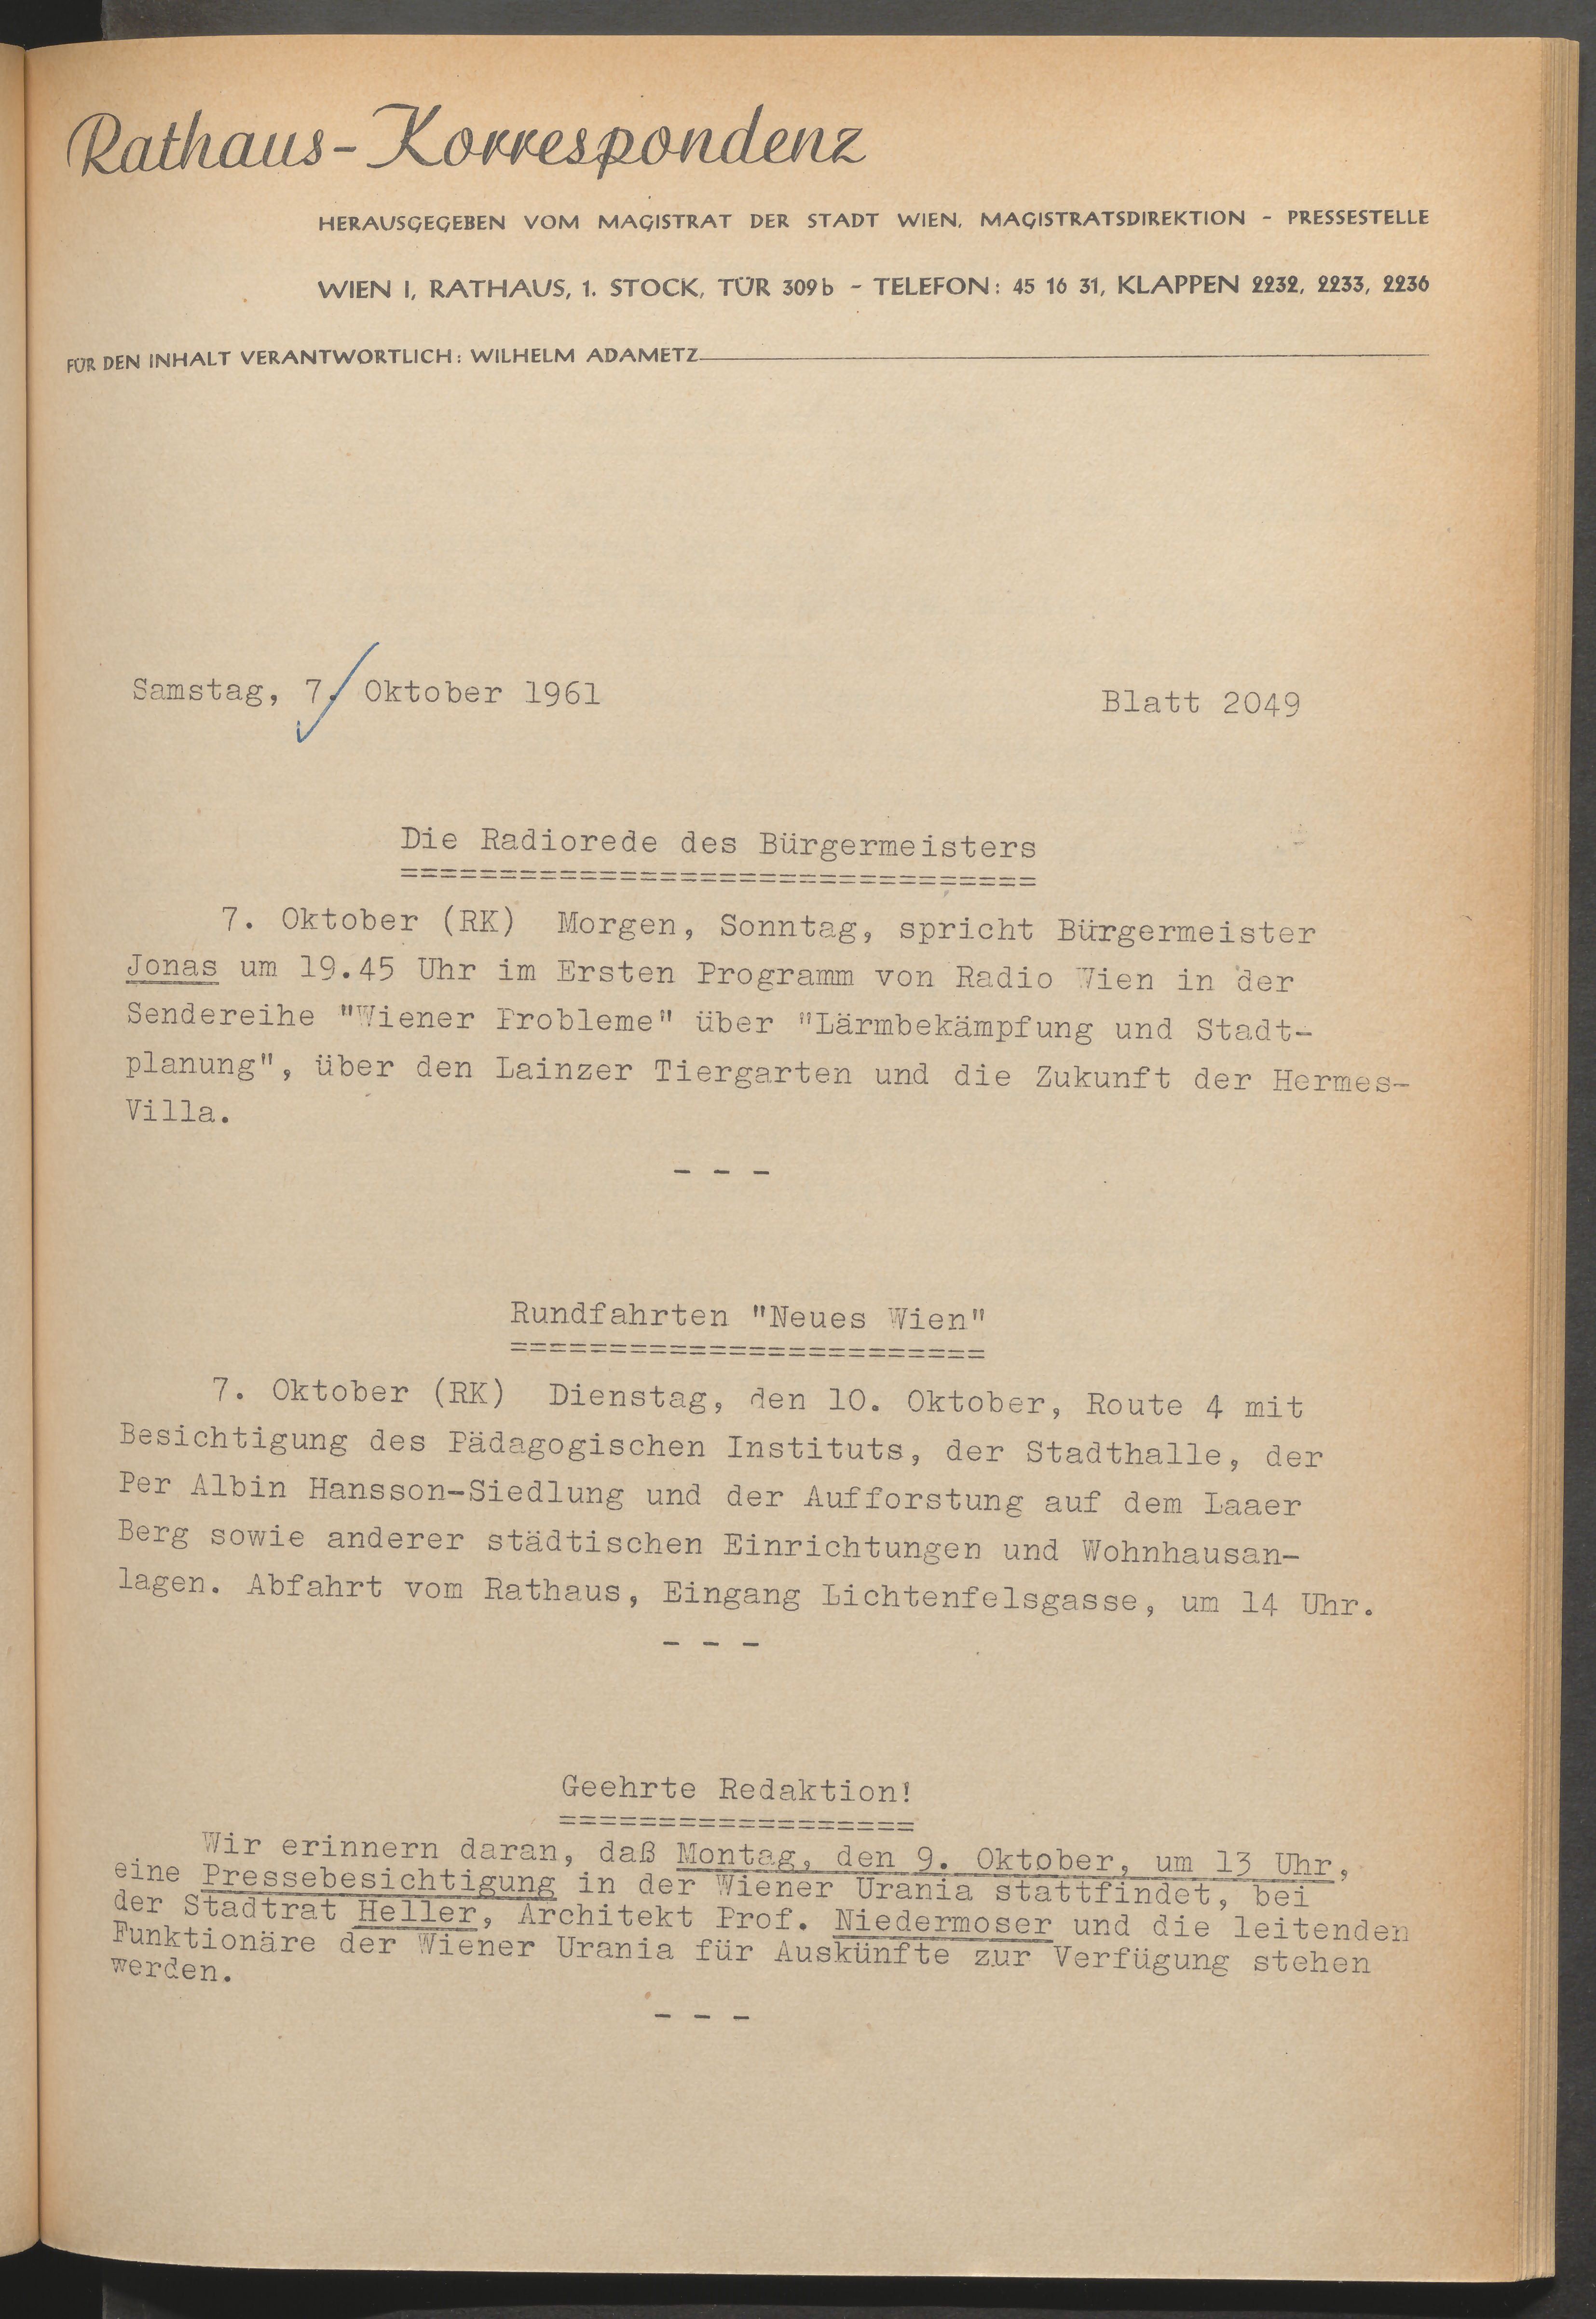 Rathaus-Korrespondenz
HERAUSGEGEBEN VOM MAGISTRAT DER STADT WIEN, MAGISTRATSDIREKTION - PRESSESTELLE
WIEN I, RATHAUS, 1. STOCK, TÜR 309b - TELEFON: 45 16 31, KLAPPEN 2232, 2233, 2236
FÜR DEN INHALT VERANTWORTLICH: WILHELM ADAMETZ
Samstag, 7. Oktober 1961 Blatt 2049
Die Radiorede des Bürgermeisters
================================
7. Oktober (RK) Morgen, Sonntag, spricht Bürgermeister
Jonas um 19.45 Uhr im Ersten Programm von Radio Wien in der
Sendereihe "Wiener Probleme" über "Lärmbekämpfung und Stadt-
planung", über den Lainzer Tiergarten und die Zukunft der Hermes-
Villa.
- - -
Rundfahrten "Neues Wien"
========================
7. Oktober (RK) Dienstag, den 10. Oktober, Route 4 mit
Besichtigung des Pädagogischen Instituts, der Stadthalle, der
Per Albin Hansson-Siedlung und der Aufforstung auf dem Laaer
Berg sowie anderer städtischen Einrichtungen und Wohnhausan-
lagen. Abfahrt vom Rathaus, Eingang Lichtenfelsgasse, um 14 Uhr.
- - -
Geehrte Redaktion!
==================
Wir erinnern daran, daß Montag, den 9. Oktober, um 13 Uhr,
eine Pressebesichtigung in der Wiener Urania stattfindet, bei
der Stadtrat Heller, Architekt Prof. Niedermoser und die leitenden
Funktionäre der Wiener Urania für Auskünfte zur Verfügung stehen
werden.
- - -